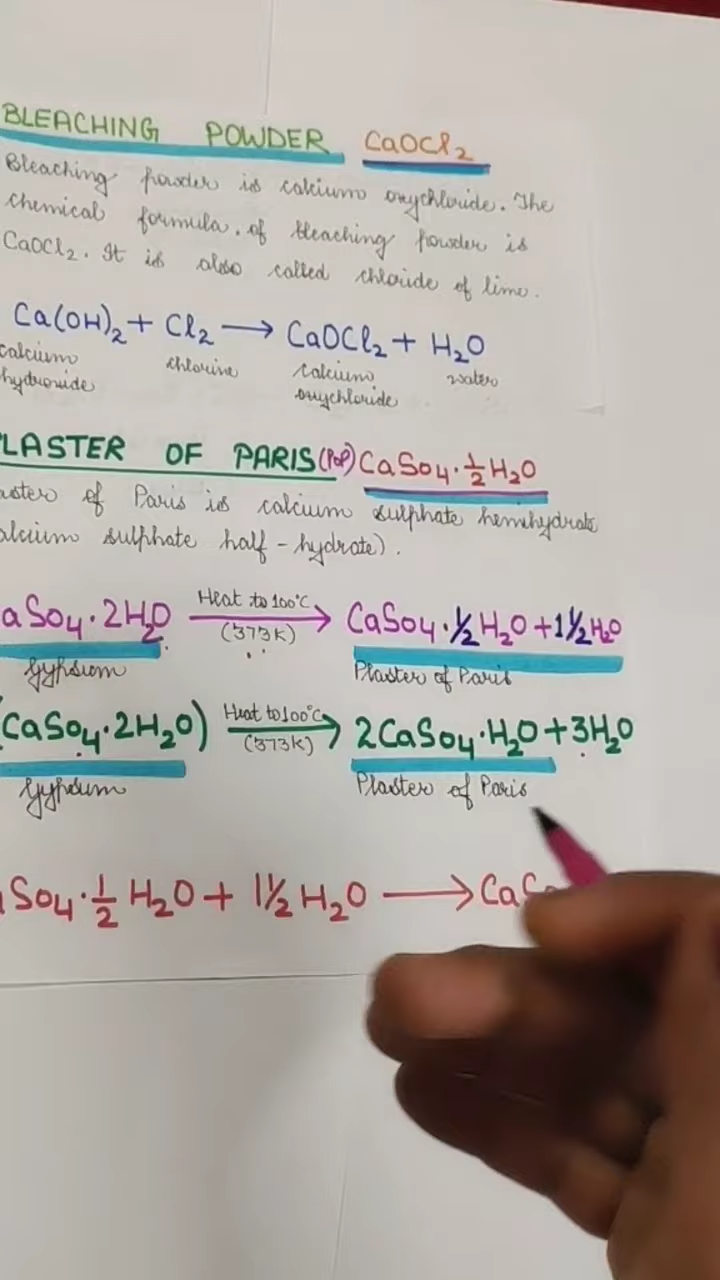 BLEACHING POWDER CaOCl₂
Bleaching powder is calcium oxychloride. The
chemical formula. of bleaching powder is
CaOCl₂. It is also called chloride of lime.
Ca(OH)₂ + Cl₂ → CaOCl₂ + H₂O
calcium chlorine calcium water
hydroxide oxychloride
LASTER OF PARIS (POP) CaSO₄·½H₂O
aster of Paris is calcium sulphate hemihydrate
alcium sulphate half-hydrate).
Heat to 100°C
aSO₄·2H₂O → CaSO₄·½H₂O + 1½H₂O
(373K)
Gypsum Plaster of Paris
Heat to 100°C
(CaSO₄·2H₂O) → 2CaSO₄·H₂O + 3H₂O
(373K)
Gypsum Plaster of Paris
SO₄·½H₂O + 1½H₂O → CaS